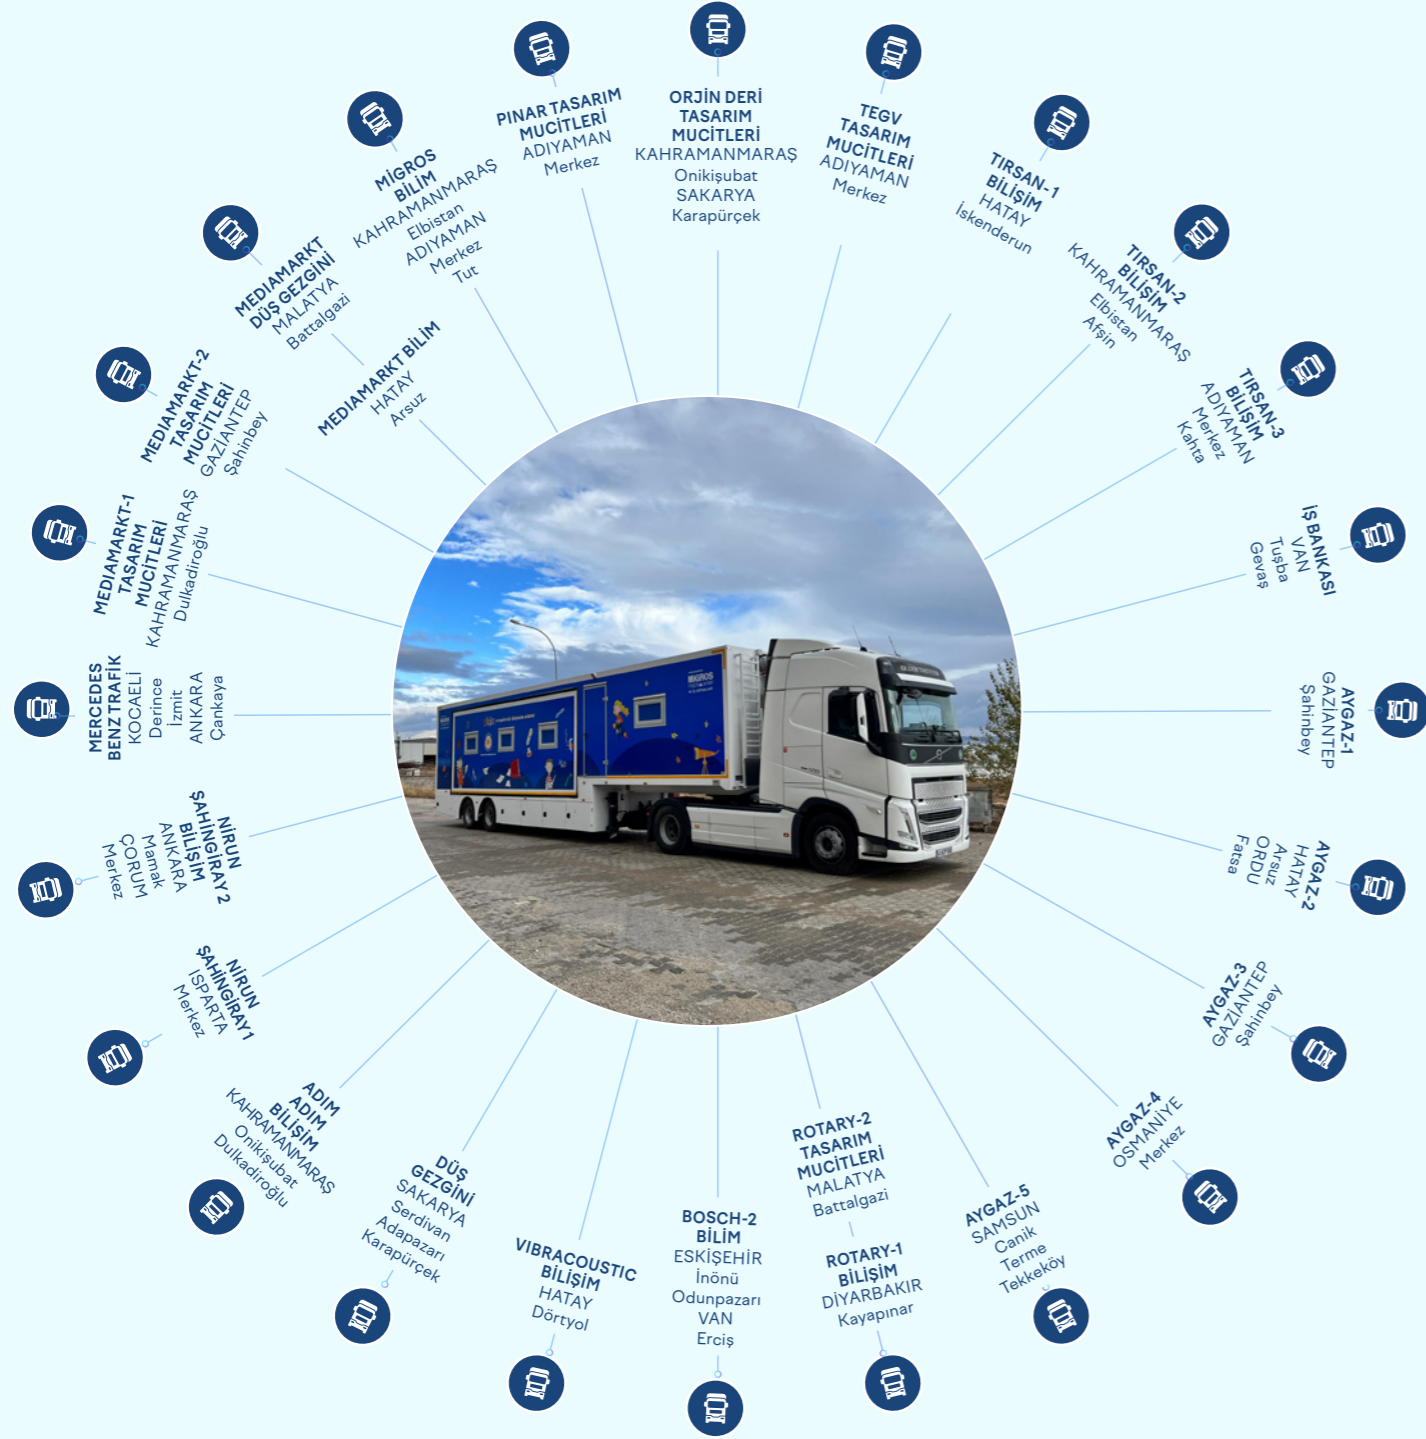 ORJİN DERİ
TASARIM
MUCİTLERİ
KAHRAMANMARAŞ
Onikişubat
SAKARYA
Karapürçek
TEGV
TASARIM
MUCİTLERİ
ADIYAMAN
Merkez
TIRSAN-1
BİLİŞİM
HATAY
İskenderun
TIRSAN-2
BİLİŞİM
KAHRAMANMARAŞ
Elbistan
Afşin
TIRSAN-3
BİLİŞİM
ADIYAMAN
Merkez
Kahta
İŞ BANKASI
VAN
Tuşba
Gevaş
AYGAZ-1
GAZİANTEP
Şahinbey
AYGAZ-2
HATAY
Arsuz
ORDU
Fatsa
AYGAZ-3
GAZİANTEP
Şahinbey
AYGAZ-4
OSMANİYE
Merkez
AYGAZ-5
SAMSUN
Canik
Terme
Tekkeköy
ROTARY-2
TASARIM
MUCİTLERİ
MALATYA
Battalgazi
ROTARY-1
BİLİŞİM
DİYARBAKIR
Kayapınar
BOSCH-2
BİLİM
ESKİŞEHİR
İnönü
Odunpazarı
VAN
Erciş
VIBRACOUSTIC
BİLİŞİM
HATAY
Dörtyol
DÜŞ
GEZGİNİ
SAKARYA
Serdivan
Adapazarı
Karapürçek
ADIM
ADIM
BİLİŞİM
KAHRAMANMARAŞ
Onikişubat
Dulkadiroğlu
NİRUN
ŞAHİNGİRAY1
ISPARTA
Merkez
NİRUN
ŞAHİNGİRAY 2
BİLİŞİM
ANKARA
Mamak
ÇORUM
Merkez
MERCEDES
BENZ TRAFİK
KOCAELİ
Derince
İzmit
ANKARA
Çankaya
MEDIAMARKT-1
TASARIM
MUCİTLERİ
KAHRAMANMARAŞ
Dulkadiroğlu
MEDIAMARKT-2
TASARIM
MUCİTLERİ
GAZİANTEP
Şahinbey
MEDIAMARKT
DÜŞ GEZGİNİ
MALATYA
Battalgazi
MEDIAMARKT BİLİM
HATAY
Arsuz
MİGROS
BİLİM
KAHRAMANMARAŞ
Elbistan
ADIYAMAN
Merkez
Tut
PINAR TASARIM
MUCİTLERİ
ADIYAMAN
Merkez
MİGROS